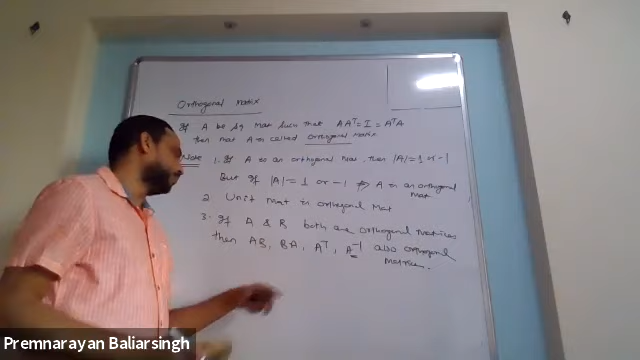 Orthogonal Matrix
If A be Sq Mat Such that AAᵀ = I = AᵀA
then mat A is called Orthogonal Matrix
Note 1. If A is an orthogonal Mat, then |A| = 1 or -1
But if |A| = 1 or -1 ⇏ A is an orthogonal
Mat
2. Unit Mat is orthogonal Mat
3. If A & B both are orthogonal Matrices
then AB, BA, Aᵀ, A⁻¹ also orthogonal
Matrices.
Premnarayan Baliarsingh